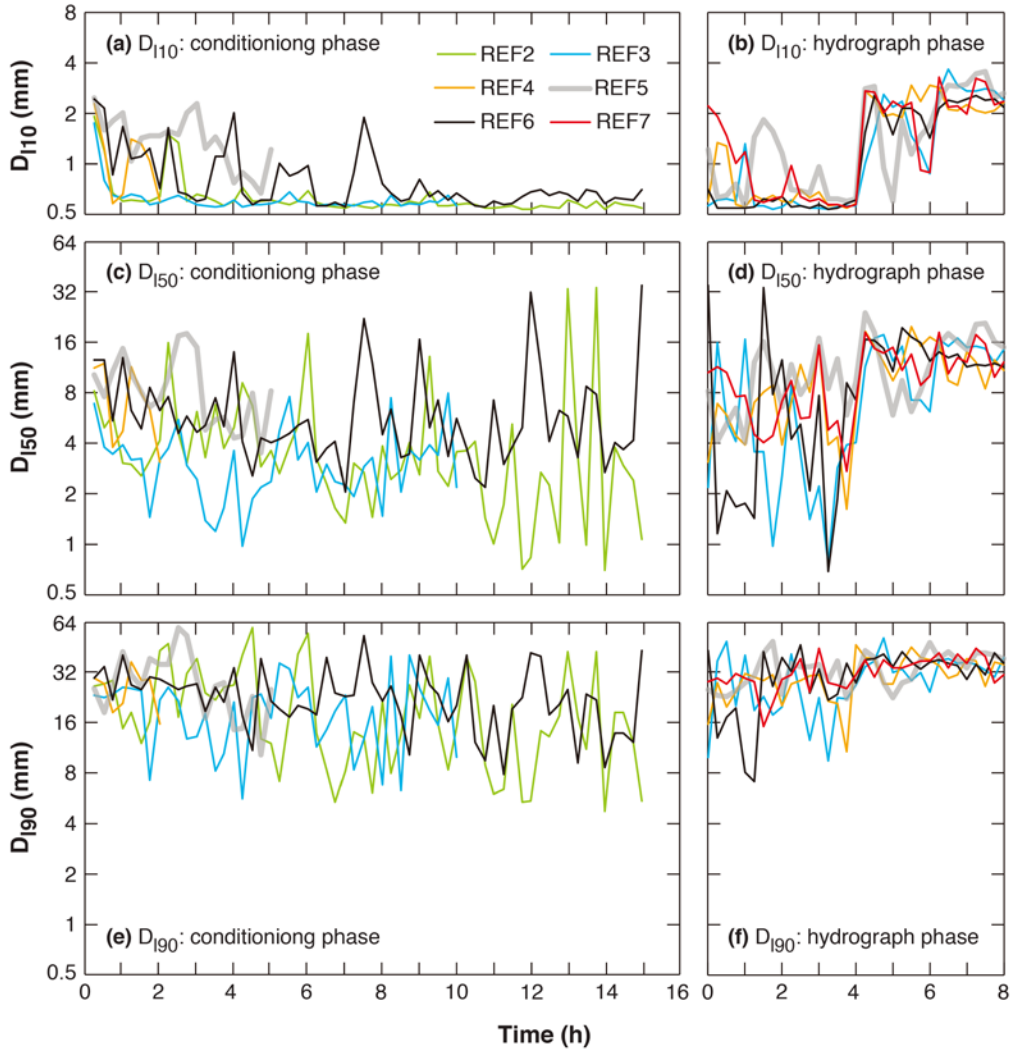 (a) D_l10: conditioniong phase
REF2
REF3
REF4
REF5
REF6
REF7
D_l10 (mm)
8
4
2
1
0.5
(b) D_l10: hydrograph phase
(c) D_l50: conditioniong phase
D_l50 (mm)
64
32
16
8
4
2
1
0.5
(d) D_l50: hydrograph phase
(e) D_l90: conditioniong phase
D_l90 (mm)
64
32
16
8
4
2
1
0.5
0 2 4 6 8 10 12 14 16
(f) D_l90: hydrograph phase
0 2 4 6 8
Time (h)